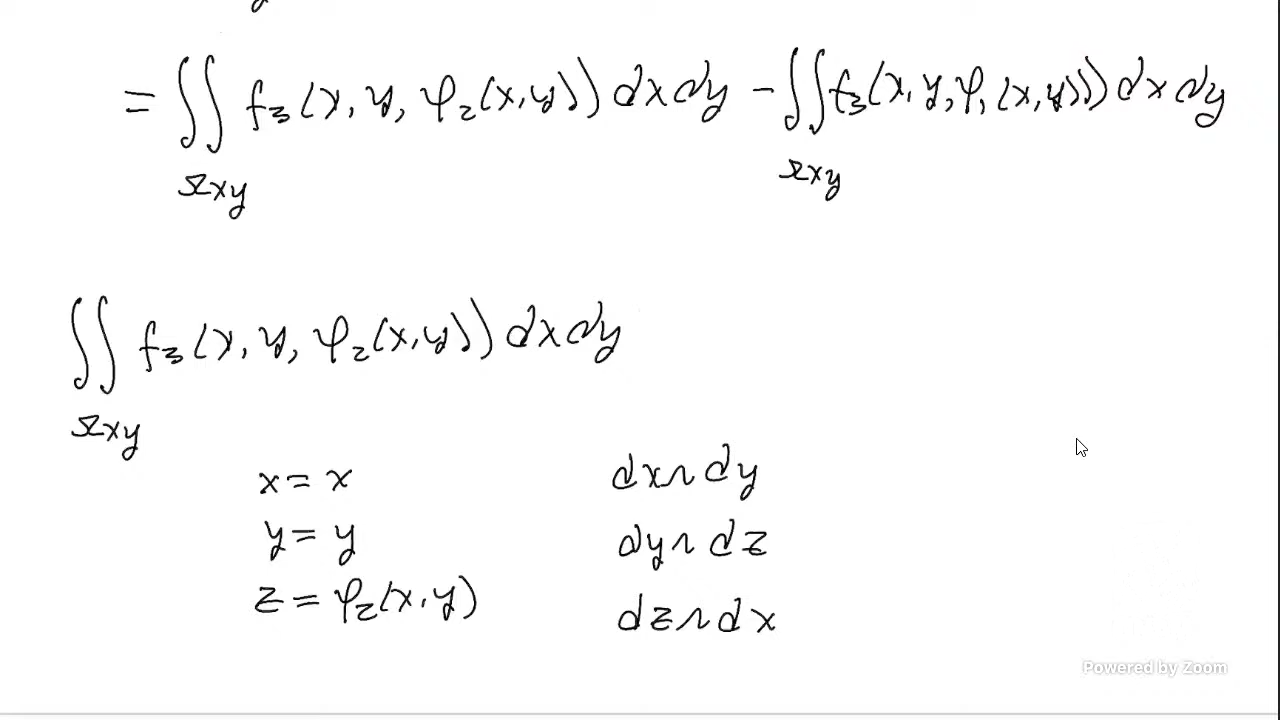 = ∬ f₃(x, y, φ₂(x,y)) dx dy − ∬ f₃(x, y, φ₁(x,y)) dx dy
Ωxy Ωxy
∬ f₃(x, y, φ₂(x,y)) dx dy
Ωxy
x = x dx∧dy
y = y dy∧dz
z = φ₂(x,y) dz∧dx
Powered by Zoom